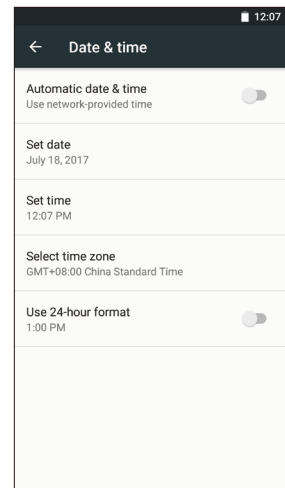 12:07
Date & time
Automatic date & time
Use network-provided time
Set date
July 18, 2017
Set time
12:07 PM
Select time zone
GMT+08:00 China Standard Time
Use 24-hour format
1:00 PM